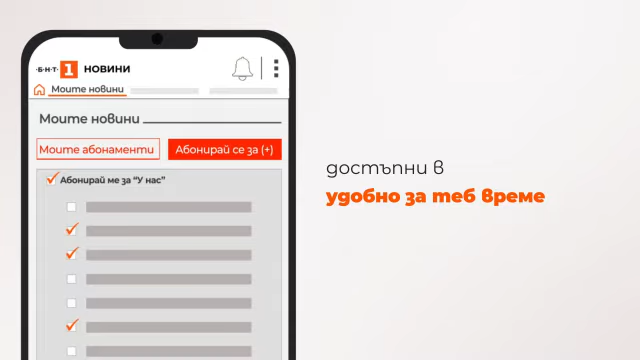 ·Б·Н·Т· 1 НОВИНИ
Моите новини
Моите новини
Моите абонаменти
Абонирай се за (+)
Абонирай ме за “У нас”
достъпни в
удобно за теб време